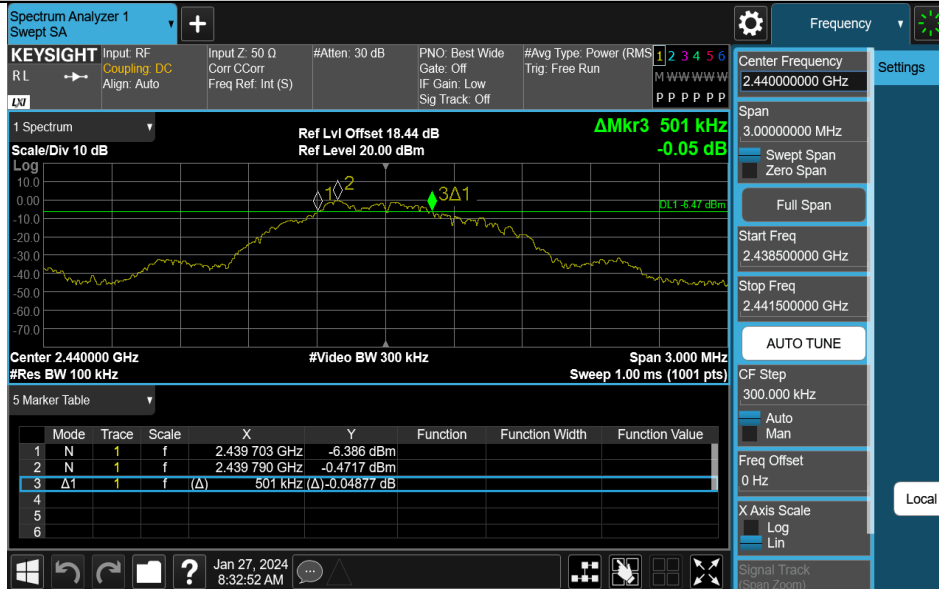 Spectrum Analyzer 1
Swept SA
+
Frequency
KEYSIGHT
RL
LXI
Input: RF
Coupling: DC
Align: Auto
Input Z: 50 Ω
Corr CCorr
Freq Ref: Int (S)
#Atten: 30 dB
PNO: Best Wide
Gate: Off
IF Gain: Low
Sig Track: Off
#Avg Type: Power (RMS
Trig: Free Run
1 2 3 4 5 6
M W W W W W
P P P P P P
1 Spectrum
Scale/Div 10 dB
Ref Lvl Offset 18.44 dB
Ref Level 20.00 dBm
ΔMkr3 501 kHz
-0.05 dB
Log
10.0
0.00
-10.0
-20.0
-30.0
-40.0
-50.0
-60.0
-70.0
1
2
3Δ1
DL1 -6.47 dBm
Center 2.440000 GHz
#Video BW 300 kHz
Span 3.000 MHz
#Res BW 100 kHz
Sweep 1.00 ms (1001 pts)
5 Marker Table
Mode Trace Scale X Y Function Function Width Function Value
1 N 1 f 2.439 703 GHz -6.386 dBm
2 N 1 f 2.439 790 GHz -0.4717 dBm
3 Δ1 1 f (Δ) 501 kHz (Δ) -0.04877 dB
4
5
6
?
Jan 27, 2024
8:32:52 AM
Center Frequency
2.440000000 GHz
Span
3.00000000 MHz
Swept Span
Zero Span
Full Span
Start Freq
2.438500000 GHz
Stop Freq
2.441500000 GHz
AUTO TUNE
CF Step
300.000 kHz
Auto
Man
Freq Offset
0 Hz
X Axis Scale
Log
Lin
Signal Track
(Span Zoom)
Settings
Local